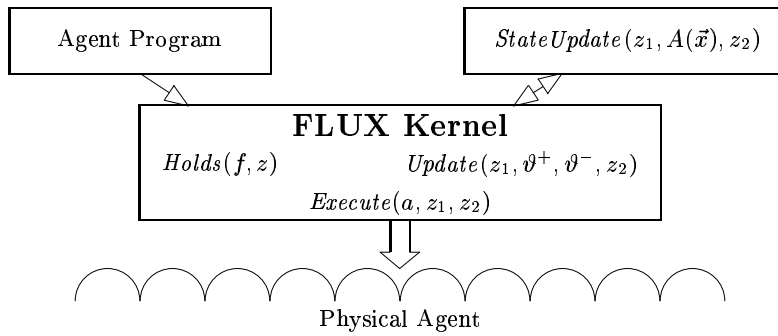 Agent Program
StateUpdate(z₁, A(x⃗), z₂)
FLUX Kernel
Holds(f, z)
Update(z₁, ϑ⁺, ϑ⁻, z₂)
Execute(a, z₁, z₂)
Physical Agent